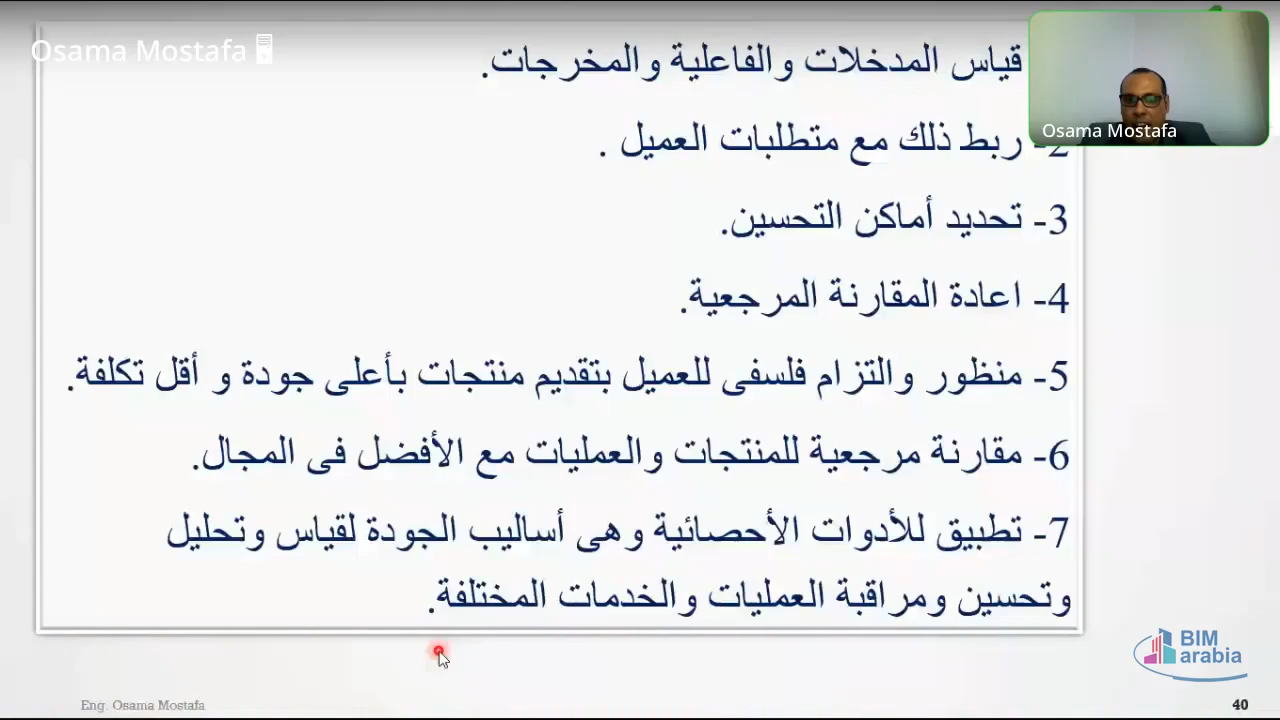 Osama Mostafa
قياس المدخلات والفاعلية والمخرجات.
Osama Mostafa
2- ربط ذلك مع متطلبات العميل .
3- تحديد أماكن التحسين.
4- اعادة المقارنة المرجعية.
5- منظور والتزام فلسفى للعميل بتقديم منتجات بأعلى جودة و أقل تكلفة.
6- مقارنة مرجعية للمنتجات والعمليات مع الأفضل فى المجال.
7- تطبيق للأدوات الأحصائية وهى أساليب الجودة لقياس وتحليل
وتحسين ومراقبة العمليات والخدمات المختلفة.
BIM
arabia
Eng. Osama Mostafa
40